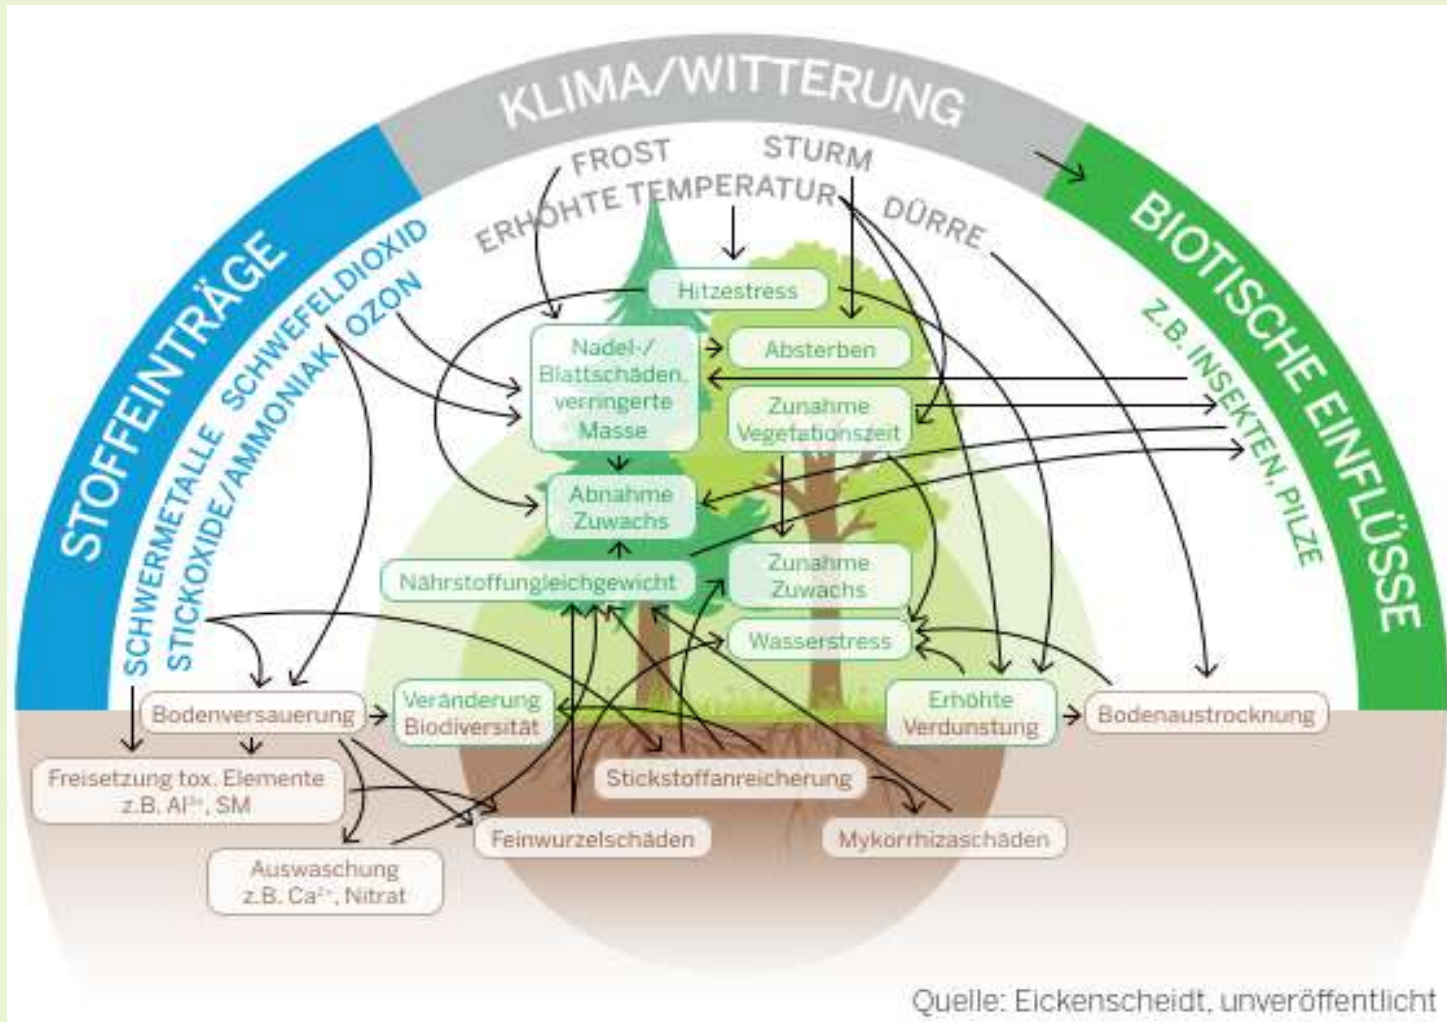 KLIMA/WITTERUNG
STOFFEINTRÄGE
BIOTISCHE EINFLÜSSE
FROST
STURM
ERHÖHTE TEMPERATUR
DÜRRE
SCHWERMETALLE
SCHWEFELDIOXID
STICKOXIDE/AMMONIAK
OZON
Z.B. INSEKTEN, PILZE
Hitzestress
Nadel-/
Blattschäden,
verringerte
Masse
Absterben
Zunahme
Vegetationszeit
Abnahme
Zuwachs
Nährstoffungleichgewicht
Zunahme
Zuwachs
Wasserstress
Bodenversauerung
Veränderung
Biodiversität
Erhöhte
Verdunstung
Bodenaustrocknung
Freisetzung tox. Elemente
z.B. Al³⁺, SM
Stickstoffanreicherung
Feinwurzelschäden
Mykorrhizaschäden
Auswaschung
z.B. Ca²⁺, Nitrat
Quelle: Eickenscheidt, unveröffentlicht